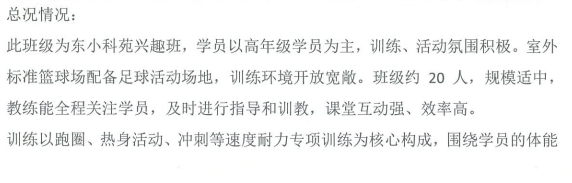 总况情况：
此班级为东小科苑兴趣班，学员以高年级学员为主，训练、活动氛围积极。室外
标准篮球场配备足球活动场地，训练环境开放宽敞。班级约 20 人，规模适中，
教练能全程关注学员，及时进行指导和训教，课堂互动强、效率高。
训练以跑圈、热身活动、冲刺等速度耐力专项训练为核心构成，围绕学员的体能